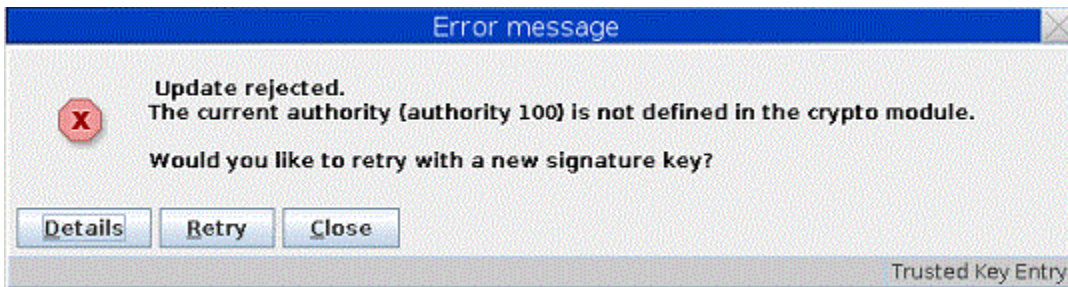 Error message
Update rejected.
The current authority (authority 100) is not defined in the crypto module.
Would you like to retry with a new signature key?
Details Retry Close
Trusted Key Entry